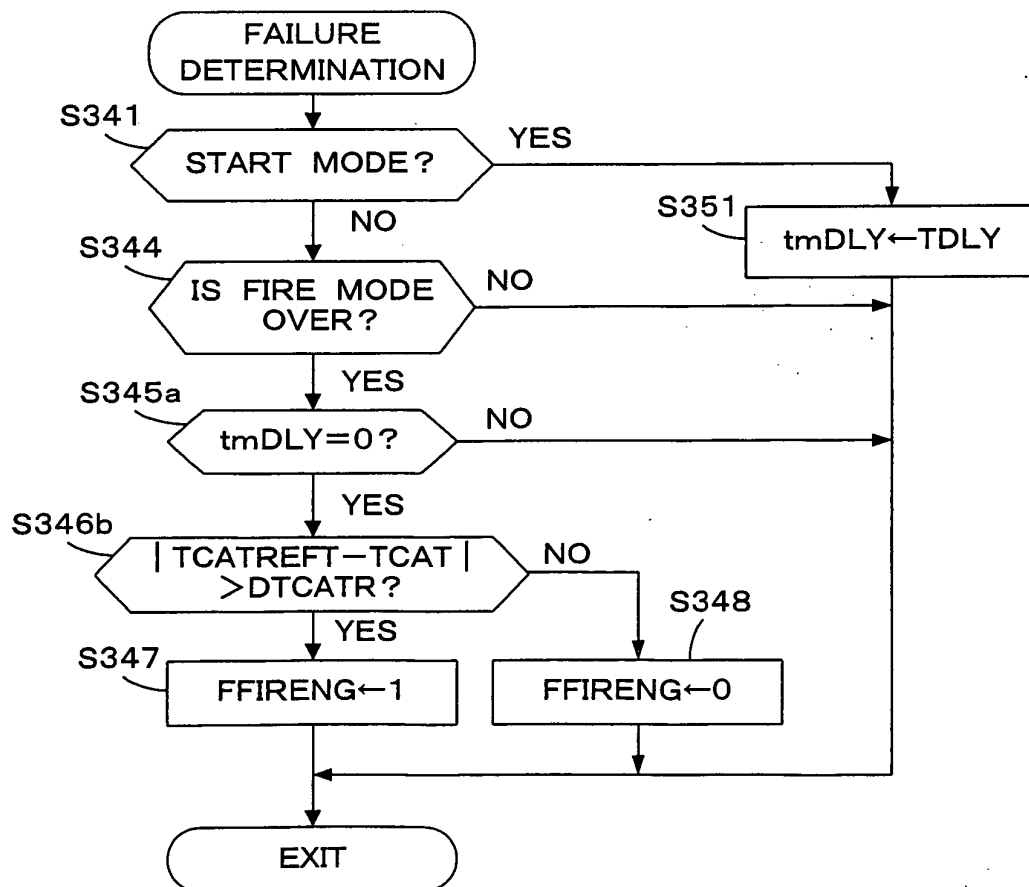 FAILURE
DETERMINATION
S341
START MODE?
YES
NO
S351
tmDLY←TDLY
S344
IS FIRE MODE
OVER?
NO
YES
S345a
tmDLY=0?
NO
YES
S346b
|TCATREFT−TCAT|
>DTCATR?
NO
YES
S347
FFIRENG←1
S348
FFIRENG←0
EXIT